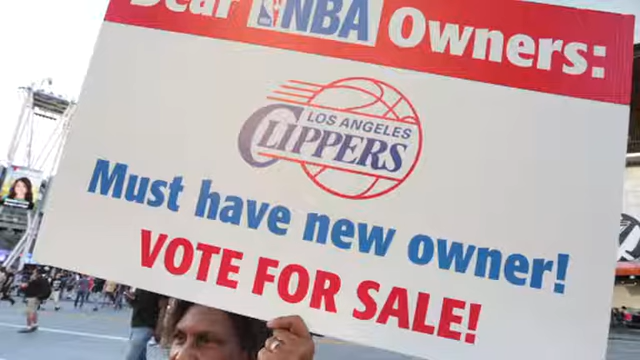 Dear NBA Owners:
LOS ANGELES
CLIPPERS
Must have new owner!
VOTE FOR SALE!